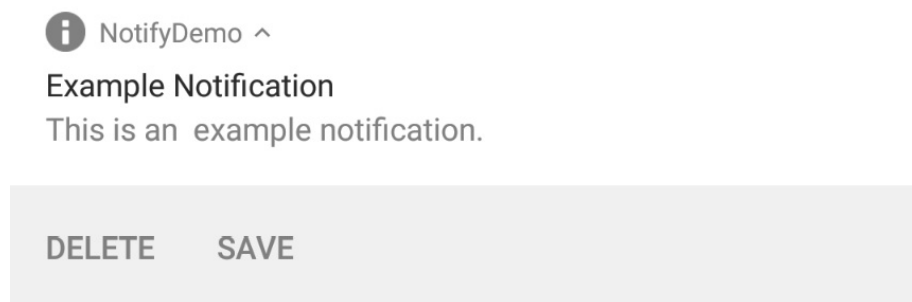 NotifyDemo
Example Notification
This is an  example notification.
DELETE SAVE